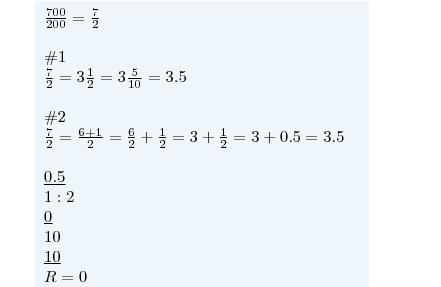 700/200 = 7/2
#1
7/2 = 3 1/2 = 3 5/10 = 3.5
#2
7/2 = 6+1/2 = 6/2 + 1/2 = 3 + 1/2 = 3 + 0.5 = 3.5
0.5
1 : 2
0
10
10
R = 0